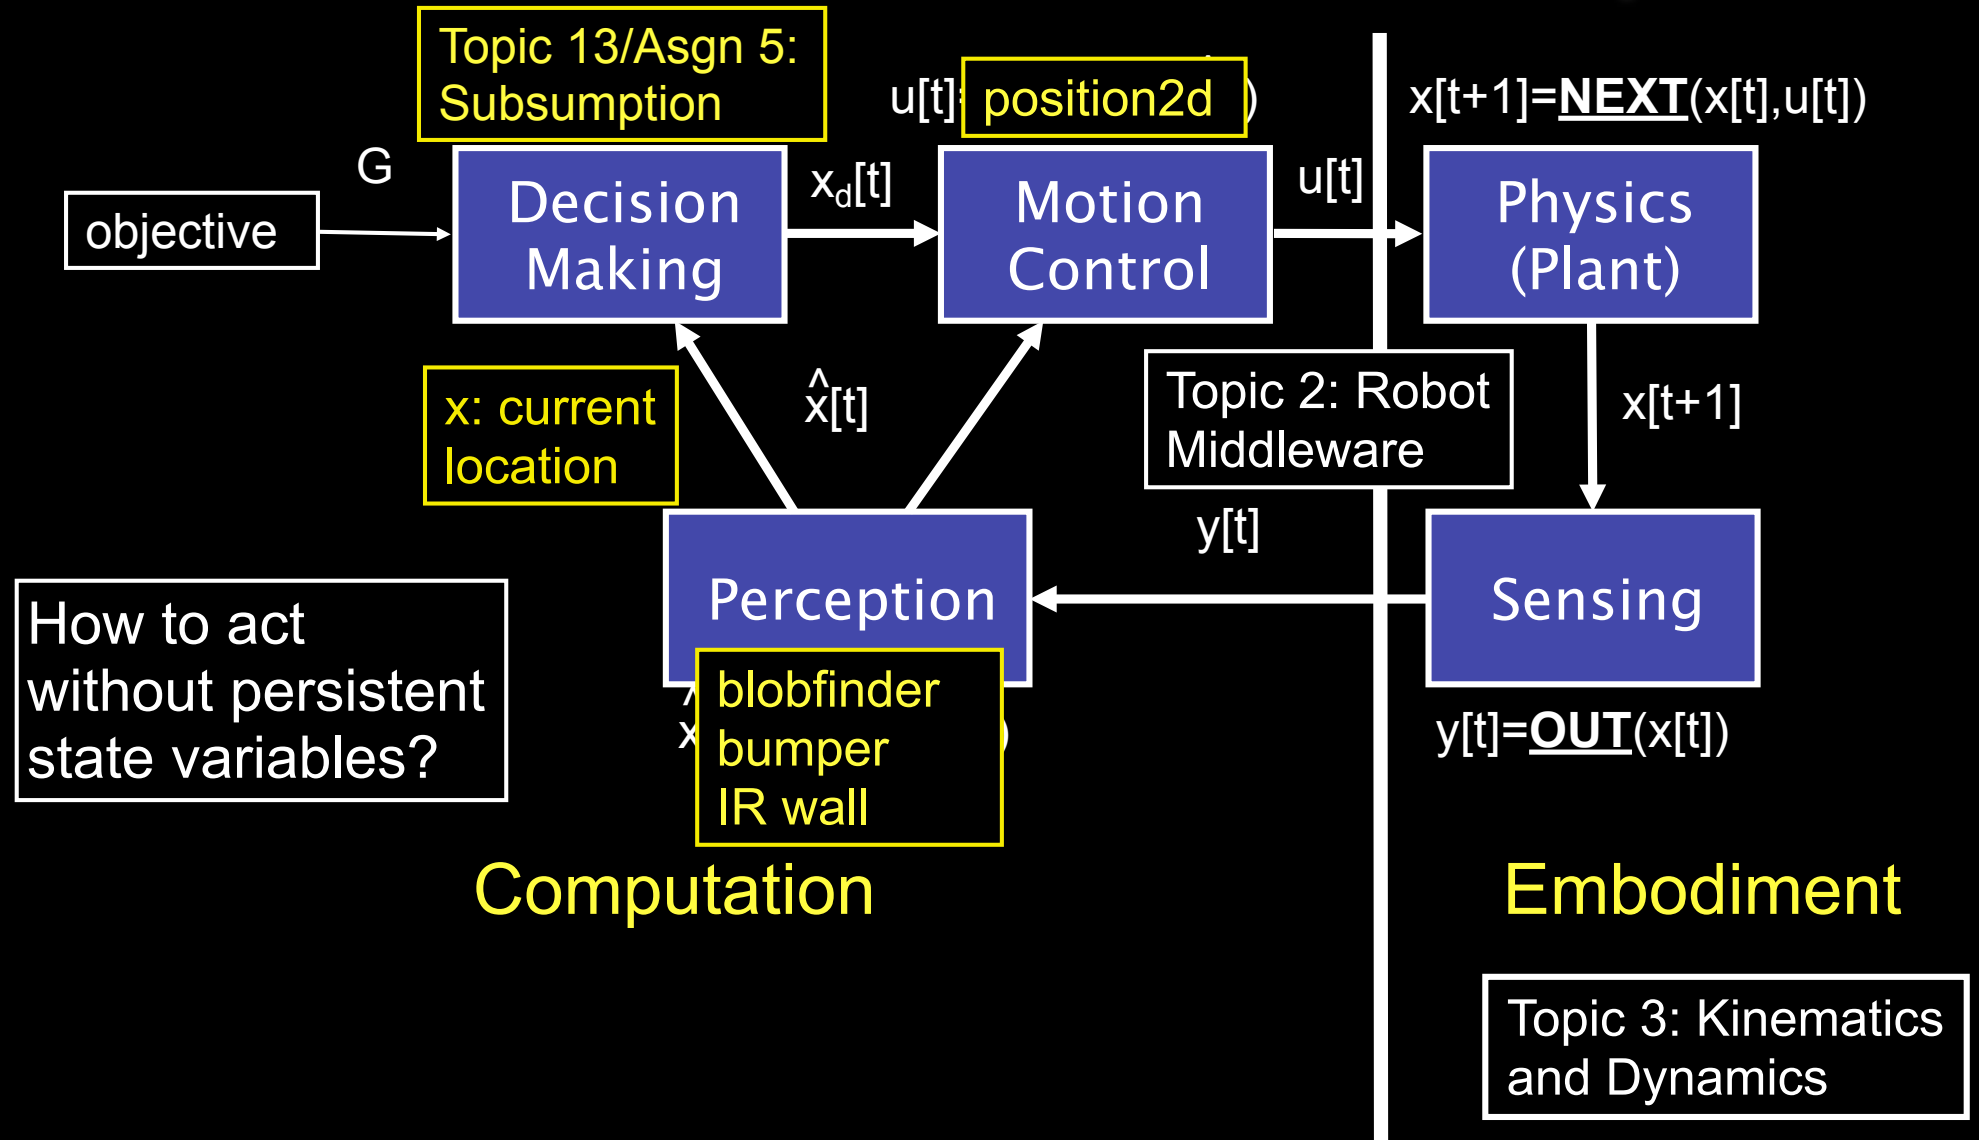 Topic 13/Asgn 5:
Subsumption
u[t]
position2d
)
x[t+1]=NEXT(x[t],u[t])
objective
G
Decision
Making
x_d[t]
Motion
Control
u[t]
Physics
(Plant)
x: current
location
x̂[t]
Topic 2: Robot
Middleware
x[t+1]
y[t]
How to act
without persistent
state variables?
Perception
Sensing
blobfinder
bumper
IR wall
x
)
y[t]=OUT(x[t])
Computation
Embodiment
Topic 3: Kinematics
and Dynamics